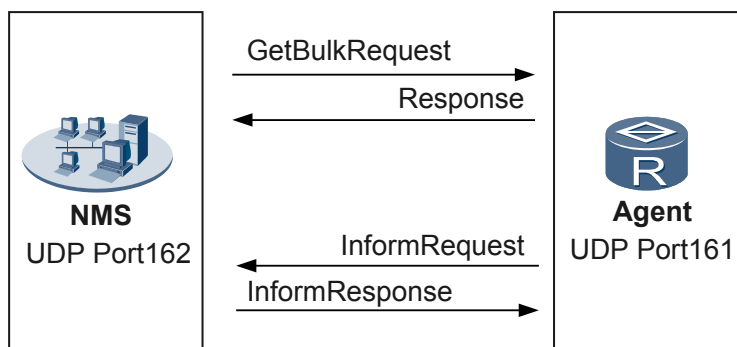 GetBulkRequest
Response
NMS
UDP Port162
R
Agent
UDP Port161
InformRequest
InformResponse